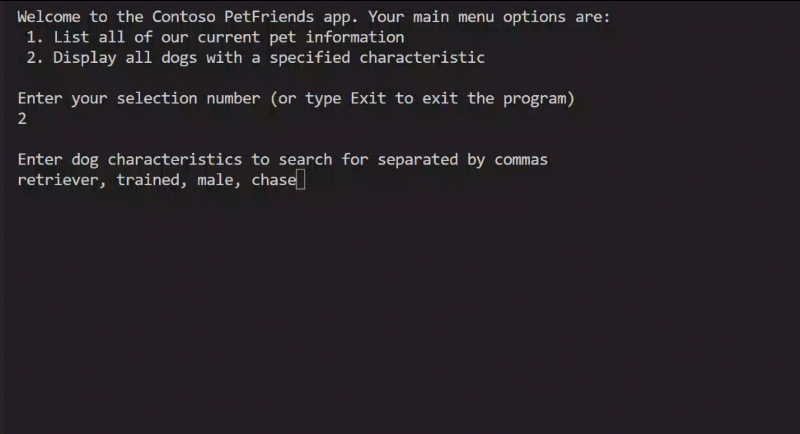 Welcome to the Contoso PetFriends app. Your main menu options are:
1. List all of our current pet information
2. Display all dogs with a specified characteristic
Enter your selection number (or type Exit to exit the program)
2
Enter dog characteristics to search for separated by commas
retriever, trained, male, chase